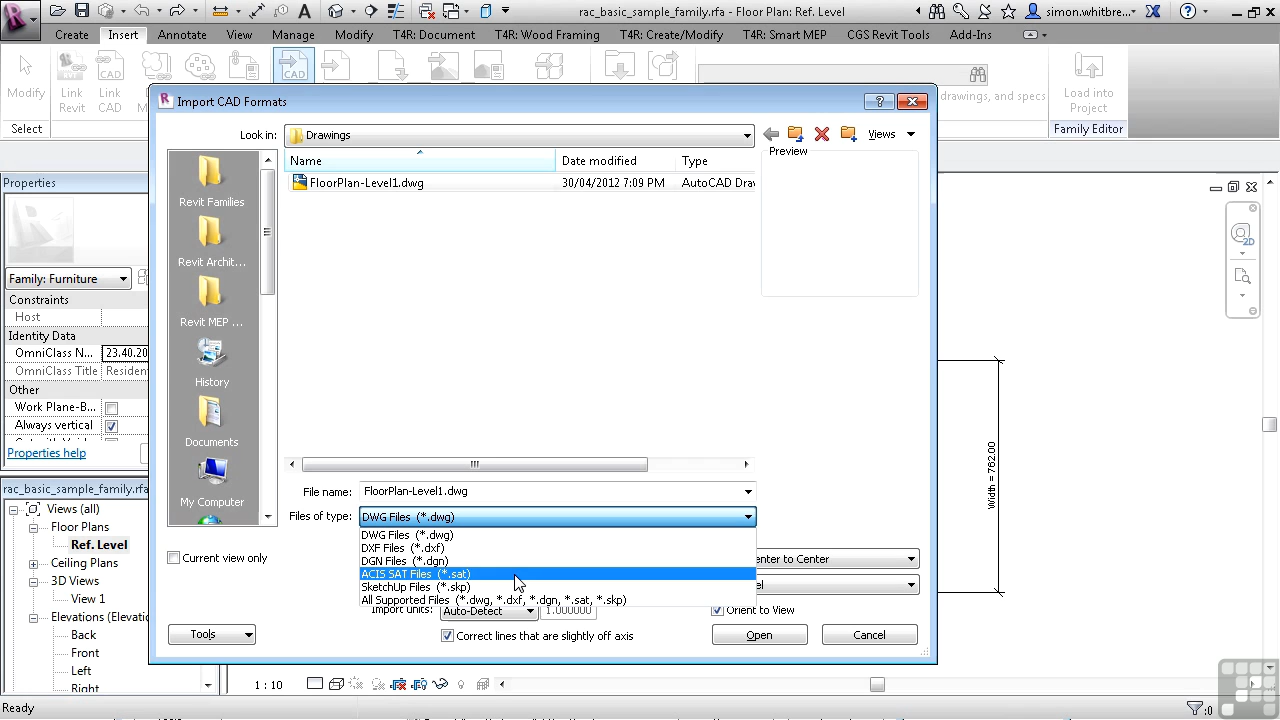 rac_basic_sample_family.rfa - Floor Plan: Ref. Level
simon.whitbre...
Create Insert Annotate View Manage Modify T4R: Document T4R: Wood Framing T4R: Create/Modify T4R: Smart MEP CGS Revit Tools Add-Ins
Modify
Link Revit
Link CAD
CAD
drawings, and specs
Load into Project
Select
Family Editor
Import CAD Formats
Look in: Drawings
Views
Name Date modified Type
Preview
FloorPlan-Level1.dwg 30/04/2012 7:09 PM AutoCAD Drav
Revit Families
Revit Archit...
Revit MEP ...
History
Documents
My Computer
File name: FloorPlan-Level1.dwg
Files of type: DWG Files (*.dwg)
DWG Files (*.dwg)
DXF Files (*.dxf)
DGN Files (*.dgn)
ACIS SAT Files (*.sat)
SketchUp Files (*.skp)
All Supported Files (*.dwg, *.dxf, *.dgn, *.sat, *.skp)
Current view only
enter to Center
el
Import units: Auto-Detect 1.000000
Orient to View
Correct lines that are slightly off axis
Tools
Open
Cancel
Properties
Family: Furniture
Constraints
Host
Identity Data
OmniClass N... 23.40.20
OmniClass Title Resident
Other
Work Plane-B...
Always vertical
Properties help
rac_basic_sample_family.rfa
Views (all)
Floor Plans
Ref. Level
Ceiling Plans
3D Views
View 1
Elevations (Elevatio
Back
Front
Left
Right
Width = 762.00
2D
1 : 10
Ready
:0